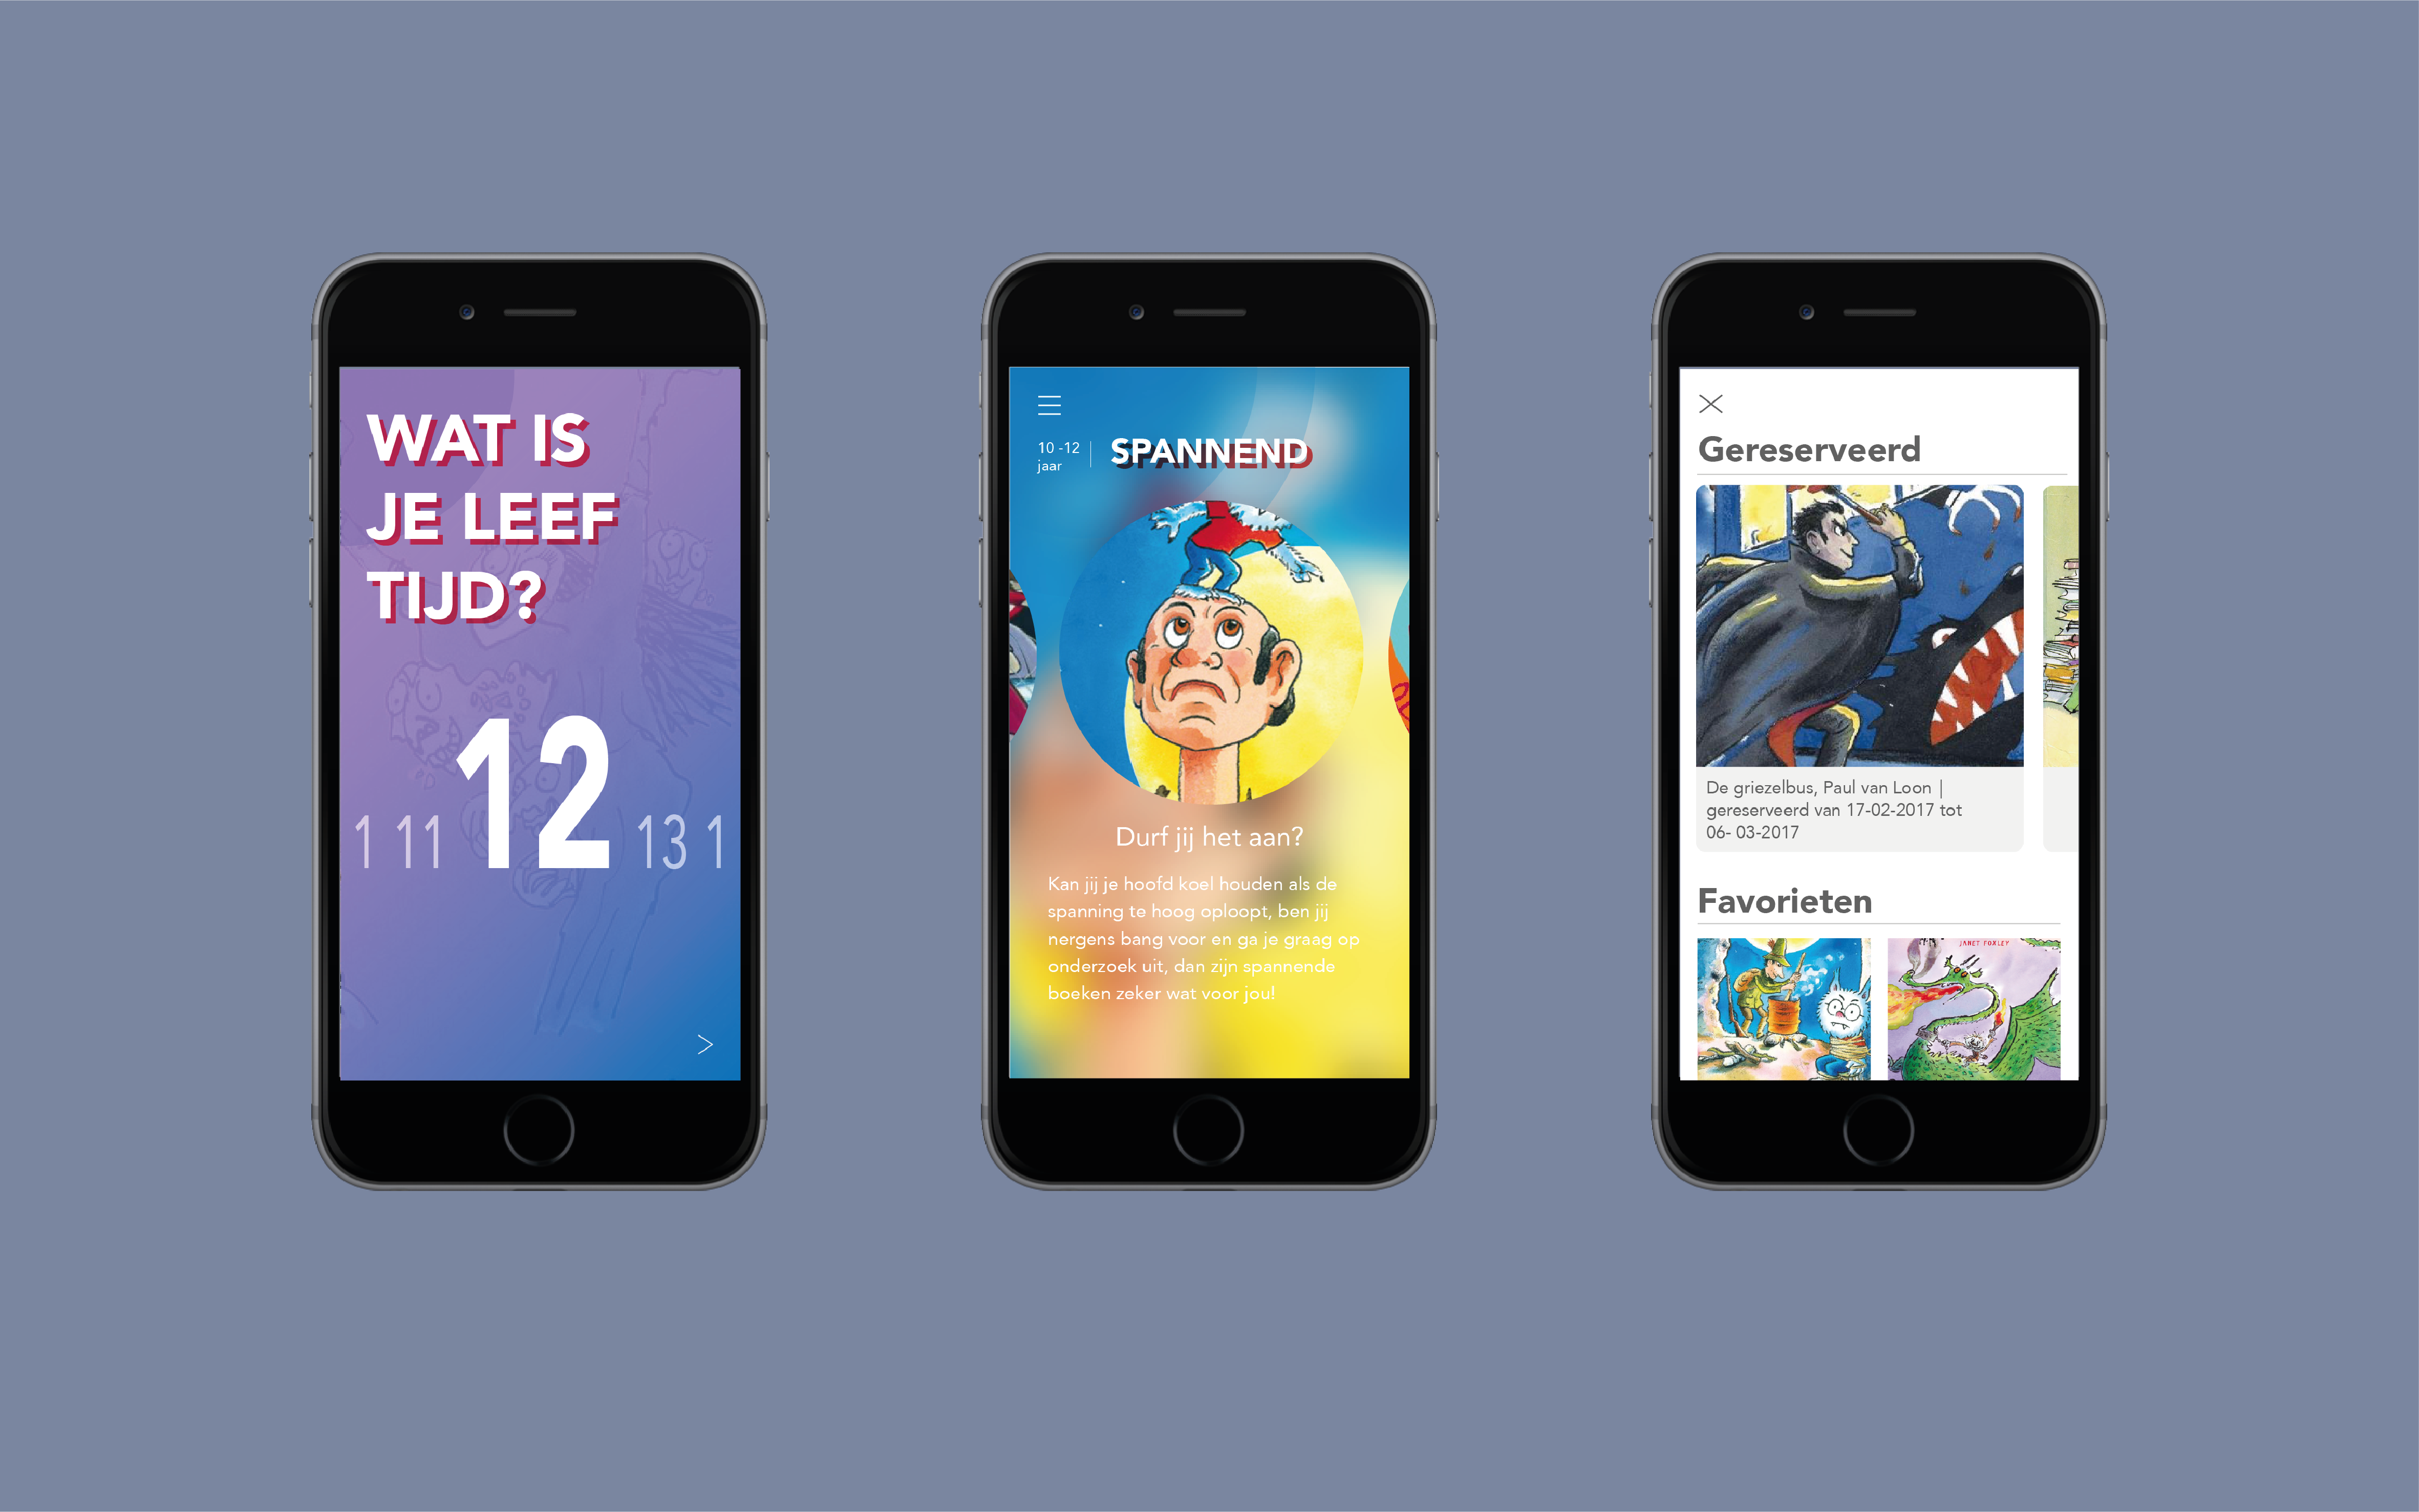 WAT IS
JE LEEF
TIJD?
1 11 12 13 1
>
10 -12
jaar
SPANNEND
Durf jij het aan?
Kan jij je hoofd koel houden als de
spanning te hoog oploopt, ben jij
nergens bang voor en ga je graag op
onderzoek uit, dan zijn spannende
boeken zeker wat voor jou!
Gereserveerd
De griezelbus, Paul van Loon |
gereserveerd van 17-02-2017 tot
06- 03-2017
Favorieten
JANET FOXLEY